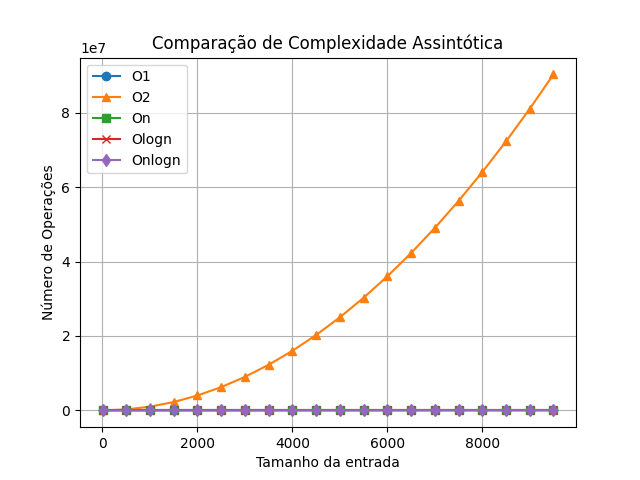 Comparação de Complexidade Assintótica
1e7
O1
O2
On
Ologn
Onlogn
8
6
4
2
0
Número de Operações
0 2000 4000 6000 8000
Tamanho da entrada